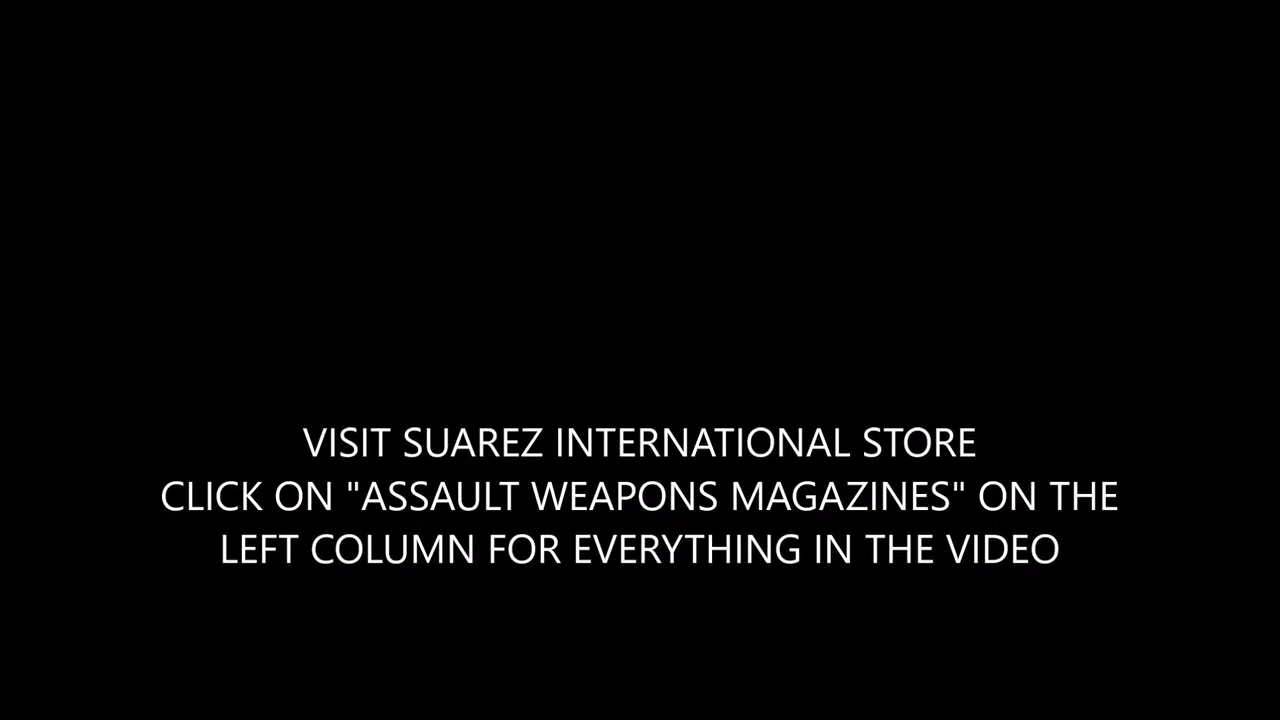 VISIT SUAREZ INTERNATIONAL STORE
CLICK ON "ASSAULT WEAPONS MAGAZINES" ON THE
LEFT COLUMN FOR EVERYTHING IN THE VIDEO